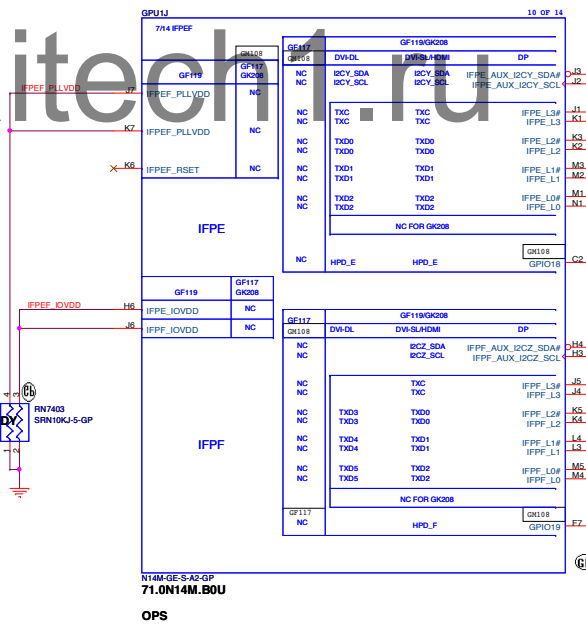 GPU1J 10 OF 14
7/14 IFPEF
itech1.ru
GM108
GF119 GF117 GK208
IFPEF_PLLVDD J7 IFPEF_PLLVDD NC
K7 IFPEF_PLLVDD NC
K6 IFPEF_RSET NC
IFPE
GF117 GF119/GK208
GM108 DVI-DL DVI-SL/HDMI DP
NC I2CY_SDA I2CY_SDA IFPE_AUX_I2CY_SDA# J3
NC I2CY_SCL I2CY_SCL IFPE_AUX_I2CY_SCL J2
NC TXC TXC IFPE_L3# J1
NC TXC TXC IFPE_L3 K1
NC TXD0 TXD0 IFPE_L2# K3
NC TXD0 TXD0 IFPE_L2 K2
NC TXD1 TXD1 IFPE_L1# M3
NC TXD1 TXD1 IFPE_L1 M2
NC TXD2 TXD2 IFPE_L0# M1
NC TXD2 TXD2 IFPE_L0 N1
NC FOR GK208
GM108
NC HPD_E HPD_E GPIO18 C2
GF119 GF117 GK208
IFPEF_IOVDD H6 IFPE_IOVDD NC
J6 IFPF_IOVDD NC
GF117 GF119/GK208
GM108 DVI-DL DVI-SL/HDMI DP
NC I2CZ_SDA IFPF_AUX_I2CZ_SDA# H4
NC I2CZ_SCL IFPF_AUX_I2CZ_SCL H3
NC TXC IFPF_L3# J5
NC TXC IFPF_L3 J4
NC TXD3 TXD0 IFPF_L2# K5
NC TXD3 TXD0 IFPF_L2 K4
NC TXD4 TXD1 IFPF_L1# L4
NC TXD4 TXD1 IFPF_L1 L3
NC TXD5 TXD2 IFPF_L0# M5
NC TXD5 TXD2 IFPF_L0 M4
NC FOR GK208
GF117 GM108
NC HPD_F GPIO19 F7
IFPF
4 3
RN7403
DY SRN10KJ-5-GP
1 2
N14M-GE-S-A2-GP
71.0N14M.B0U
OPS